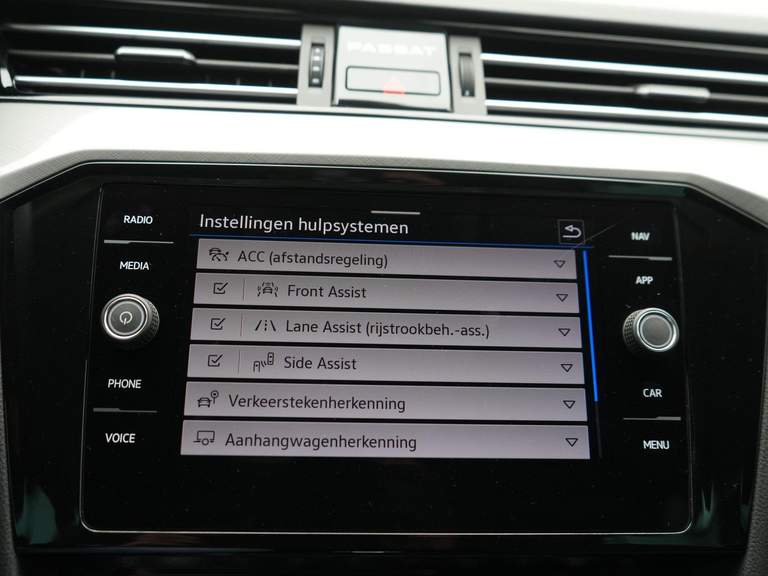 PASSAT
RADIO
MEDIA
PHONE
VOICE
Instellingen hulpsystemen
ACC (afstandsregeling)
Front Assist
Lane Assist (rijstrookbeh.-ass.)
Side Assist
Verkeerstekenherkenning
Aanhangwagenherkenning
NAV
APP
CAR
MENU